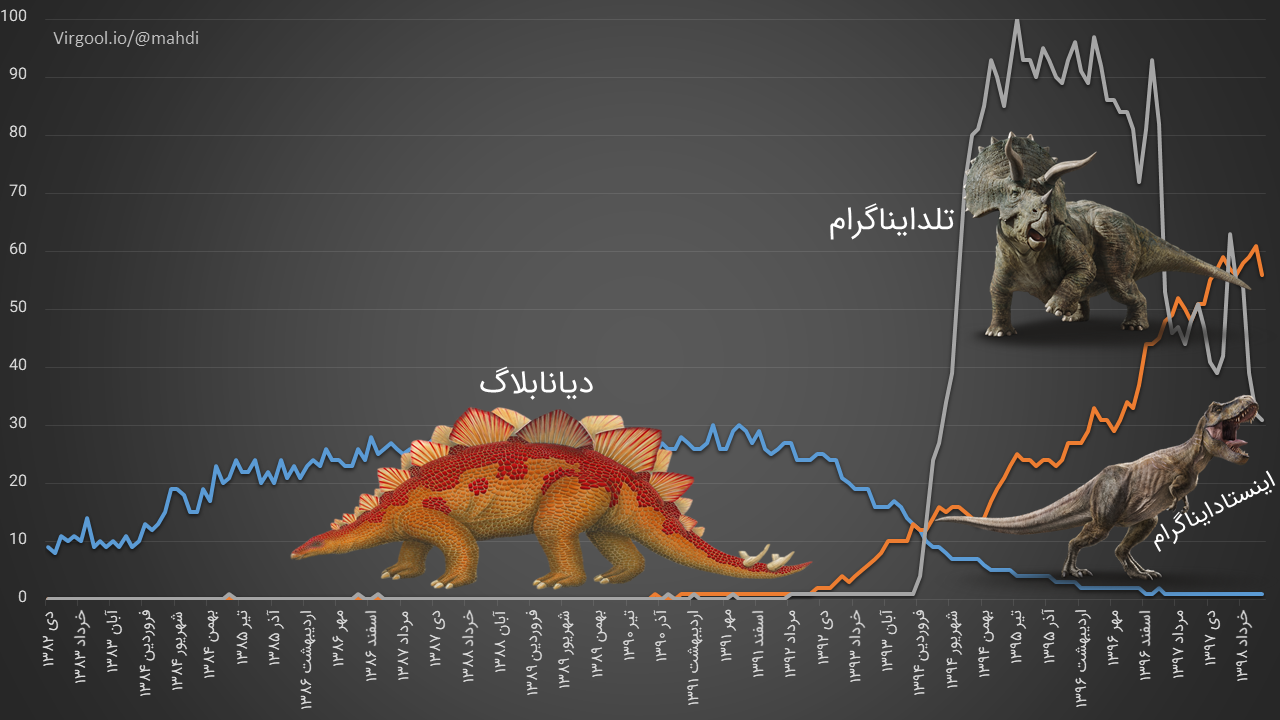 100
Virgool.io/@mahdi
90
80
70
تلدایناگرام
60
50
40
دیانابلاگ
30
اینستادایناگرام
20
10
0
دی ۱۳۸۲
خرداد ۱۳۸۳
آبان ۱۳۸۳
فروردین ۱۳۸۴
شهریور ۱۳۸۴
بهمن ۱۳۸۴
تیر ۱۳۸۵
آذر ۱۳۸۵
اردیبهشت ۱۳۸۶
مهر ۱۳۸۶
اسفند ۱۳۸۶
مرداد ۱۳۸۷
دی ۱۳۸۷
خرداد ۱۳۸۸
آبان ۱۳۸۸
فروردین ۱۳۸۹
شهریور ۱۳۸۹
بهمن ۱۳۸۹
تیر ۱۳۹۰
آذر ۱۳۹۰
اردیبهشت ۱۳۹۱
مهر ۱۳۹۱
اسفند ۱۳۹۱
مرداد ۱۳۹۲
دی ۱۳۹۲
خرداد ۱۳۹۳
آبان ۱۳۹۳
فروردین ۱۳۹۴
شهریور ۱۳۹۴
بهمن ۱۳۹۴
تیر ۱۳۹۵
آذر ۱۳۹۵
اردیبهشت ۱۳۹۶
مهر ۱۳۹۶
اسفند ۱۳۹۶
مرداد ۱۳۹۷
دی ۱۳۹۷
خرداد ۱۳۹۸